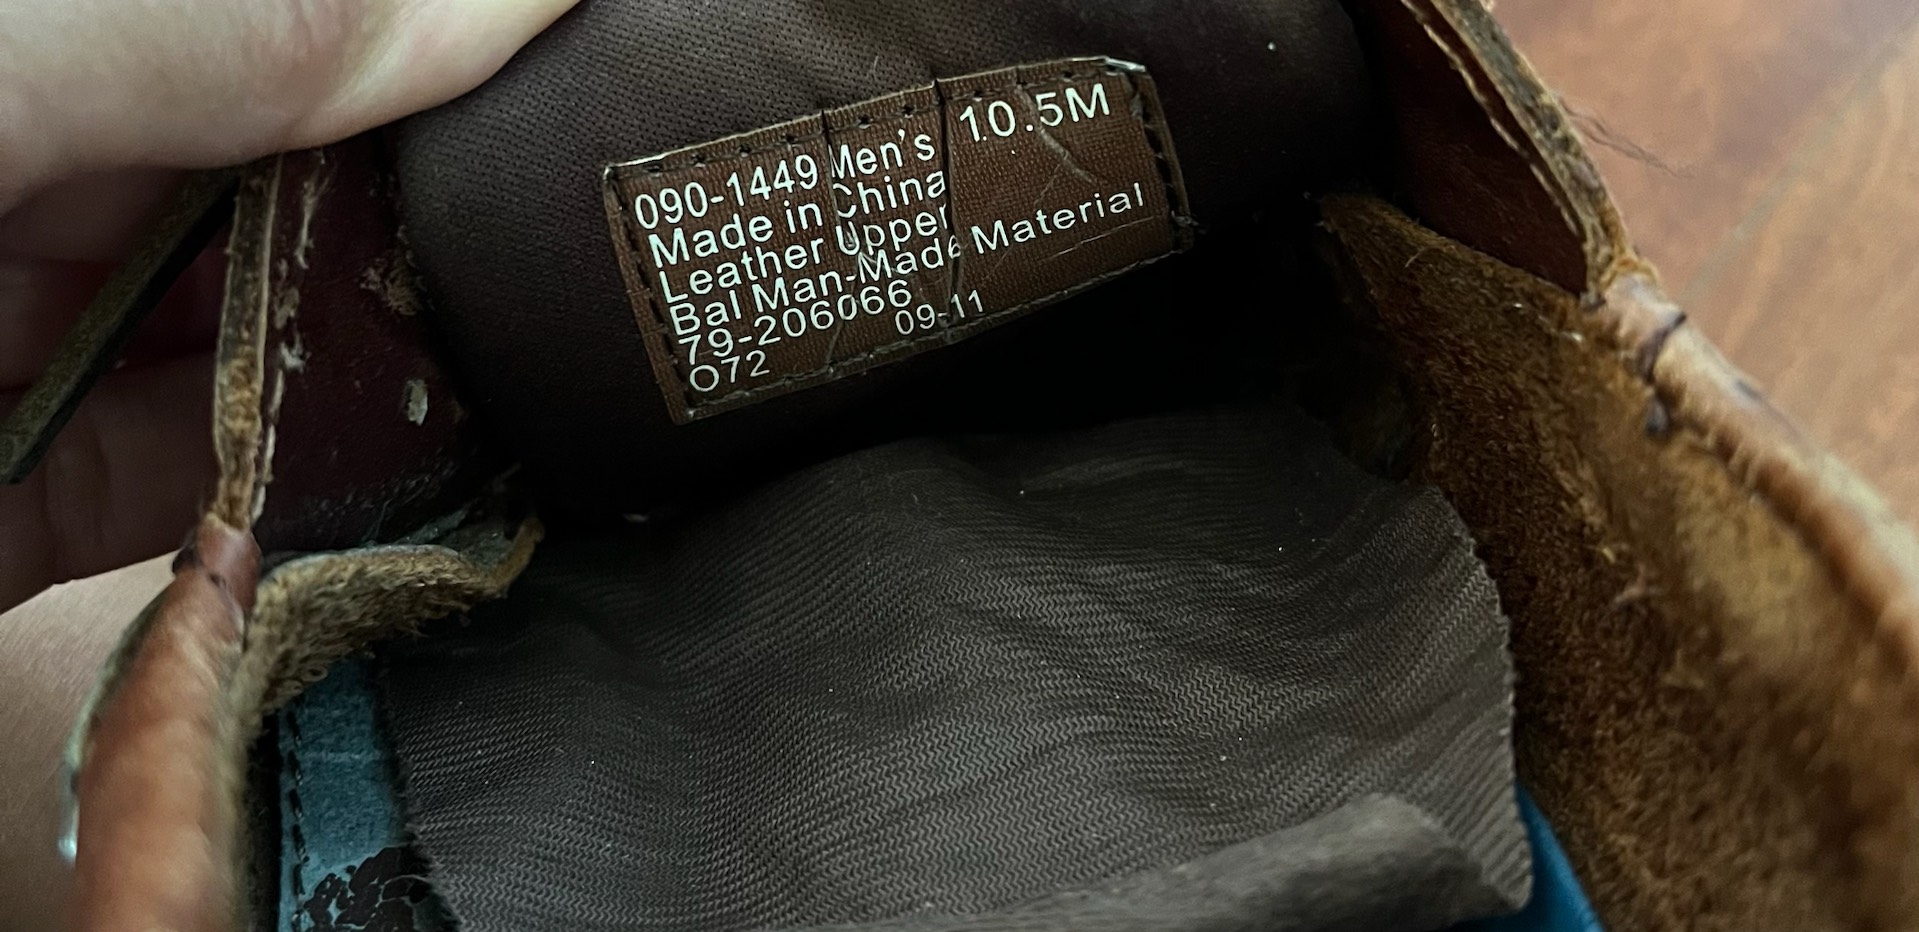 090-1449 Men's 10.5M
Made in China
Leather Upper
Bal Man-Made Material
79-206066
O72 09-11